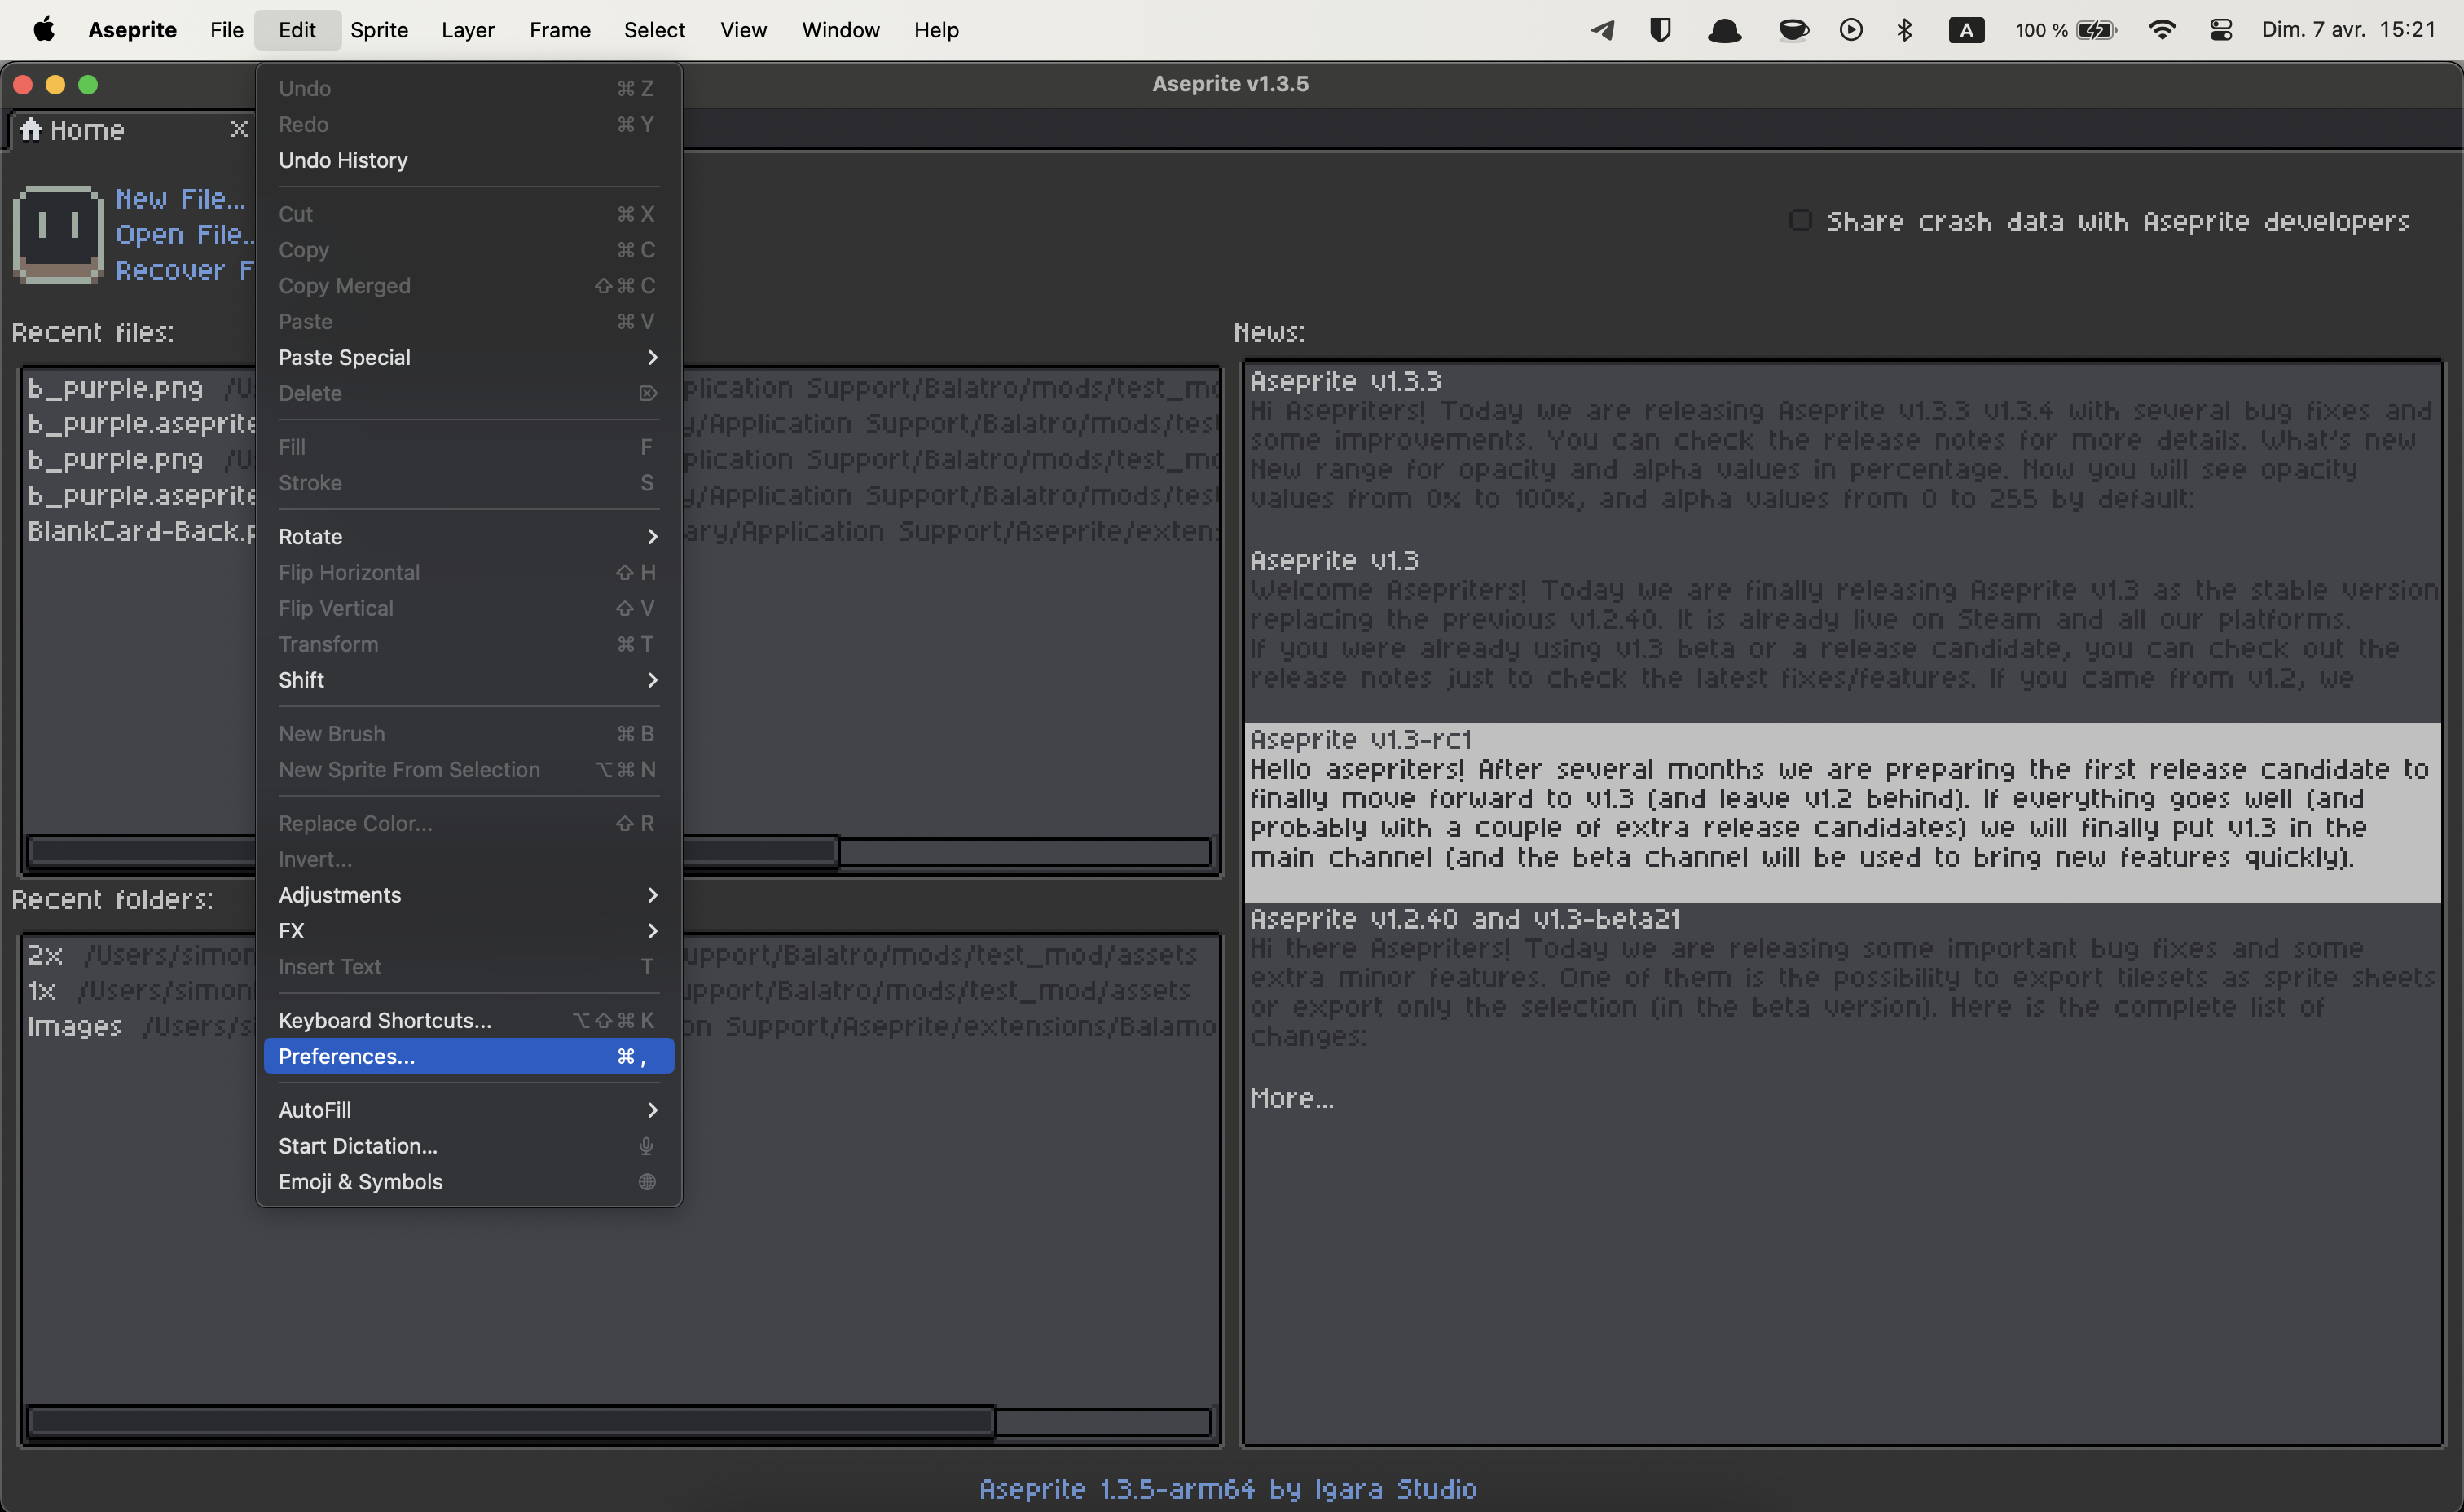 Aseprite File Edit Sprite Layer Frame Select View Window Help A 100 % Dim. 7 avr. 15:21
Aseprite v1.3.5
Home X
New File...
Open File..
Recover F
Share crash data with Aseprite developers
Undo ⌘ Z
Redo ⌘ Y
Undo History
Cut ⌘ X
Copy ⌘ C
Copy Merged ⇧ ⌘ C
Paste ⌘ V
Paste Special
Delete
Fill F
Stroke S
Rotate
Flip Horizontal ⇧ H
Flip Vertical ⇧ V
Transform ⌘ T
Shift
New Brush ⌘ B
New Sprite From Selection ⌥ ⌘ N
Replace Color... ⇧ R
Invert...
Adjustments
FX
Insert Text T
Keyboard Shortcuts... ⌥ ⇧ ⌘ K
Preferences... ⌘ ,
AutoFill
Start Dictation...
Emoji & Symbols
Recent files:
b_purple.png /U plication Support/Balatro/mods/test_mo
b_purple.aseprite y/Application Support/Balatro/mods/test
b_purple.png /U plication Support/Balatro/mods/test_mo
b_purple.aseprite y/Application Support/Balatro/mods/test
BlankCard-Back.p ary/Application Support/Aseprite/extens
Recent folders:
2x /Users/simon upport/Balatro/mods/test_mod/assets
1x /Users/simon upport/Balatro/mods/test_mod/assets
Images /Users/s on Support/Aseprite/extensions/Balamo
News:
Aseprite v1.3.3
Hi Asepriters! Today we are releasing Aseprite v1.3.3 v1.3.4 with several bug fixes and
some improvements. You can check the release notes for more details. What's new
New range for opacity and alpha values in percentage. Now you will see opacity
values from 0% to 100%, and alpha values from 0 to 255 by default:
Aseprite v1.3
Welcome Asepriters! Today we are finally releasing Aseprite v1.3 as the stable version
replacing the previous v1.2.40. It is already live on Steam and all our platforms.
If you were already using v1.3 beta or a release candidate, you can check out the
release notes just to check the latest fixes/features. If you came from v1.2, we
Aseprite v1.3-rc1
Hello asepriters! After several months we are preparing the first release candidate to
finally move forward to v1.3 (and leave v1.2 behind). If everything goes well (and
probably with a couple of extra release candidates) we will finally put v1.3 in the
main channel (and the beta channel will be used to bring new features quickly).
Aseprite v1.2.40 and v1.3-beta21
Hi there Asepriters! Today we are releasing some important bug fixes and some
extra minor features. One of them is the possibility to export tilesets as sprite sheets
or export only the selection (in the beta version). Here is the complete list of
changes:
More...
Aseprite 1.3.5-arm64 by Igara Studio